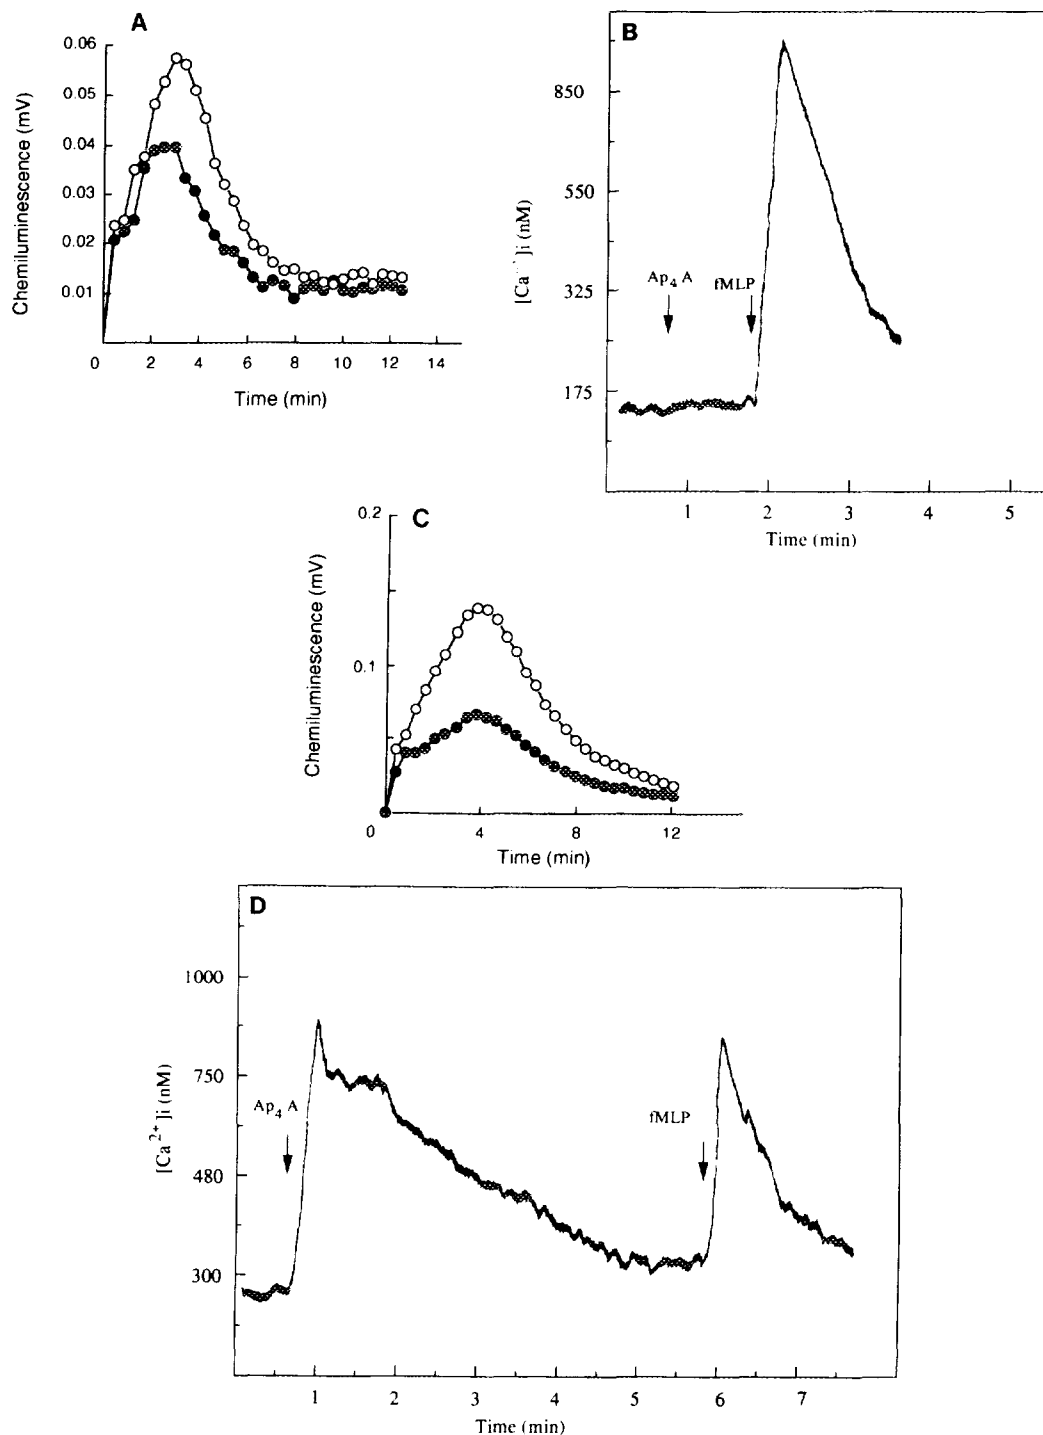 A
Chemiluminescence (mV)
0.06
0.05
0.04
0.03
0.02
0.01
0 2 4 6 8 10 12 14
Time (min)
B
[Ca¨]i (nM)
850
550
325
175
Ap4 A
fMLP
1 2 3 4 5
Time (min)
C
Chemiluminescence (mV)
0.2
0.1
0 4 8 12
Time (min)
D
[Ca2+]i (nM)
1000
750
480
300
Ap4 A
fMLP
1 2 3 4 5 6 7
Time (min)